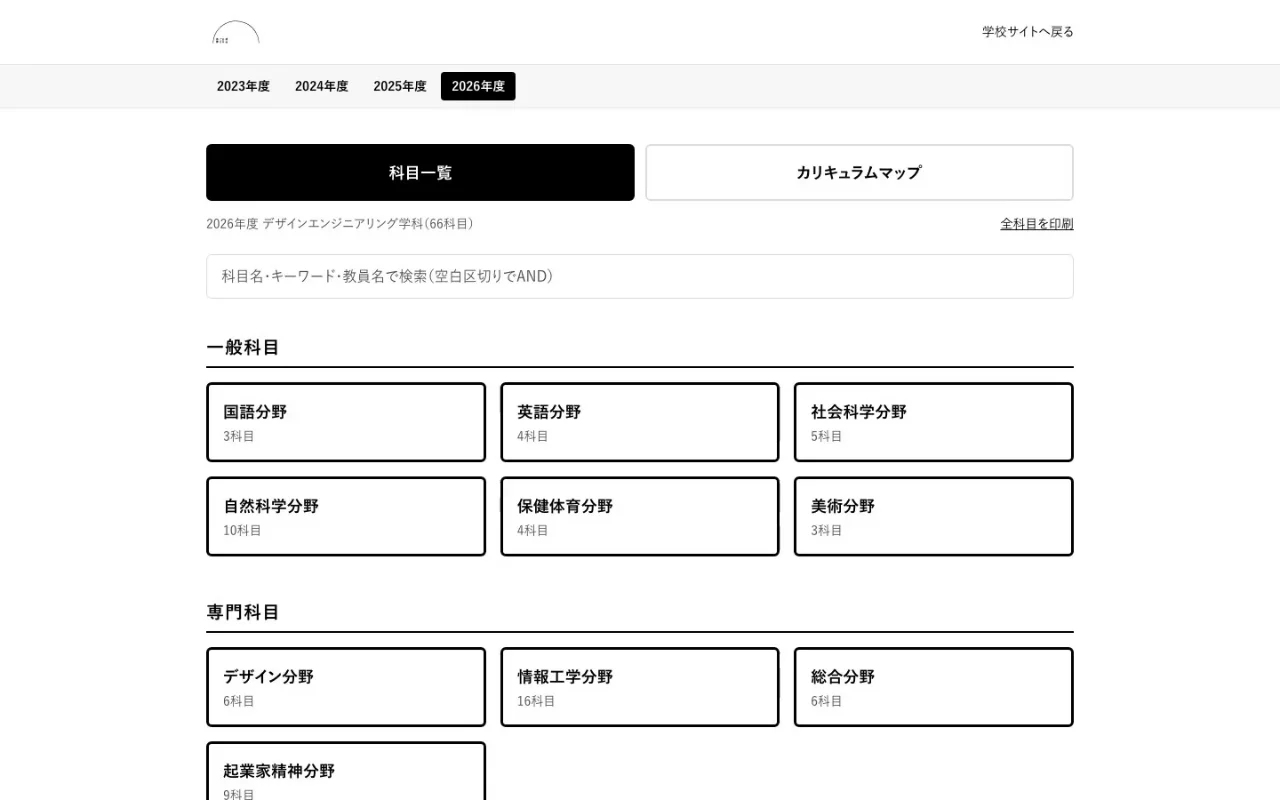 学校サイトへ戻る
2023年度 2024年度 2025年度 2026年度
科目一覧 カリキュラムマップ
2026年度 デザインエンジニアリング学科(66科目) 全科目を印刷
科目名・キーワード・教員名で検索(空白区切りでAND)
一般科目
国語分野 英語分野 社会科学分野
3科目 4科目 5科目
自然科学分野 保健体育分野 美術分野
10科目 4科目 3科目
専門科目
デザイン分野 情報工学分野 総合分野
6科目 16科目 6科目
起業家精神分野
9科目